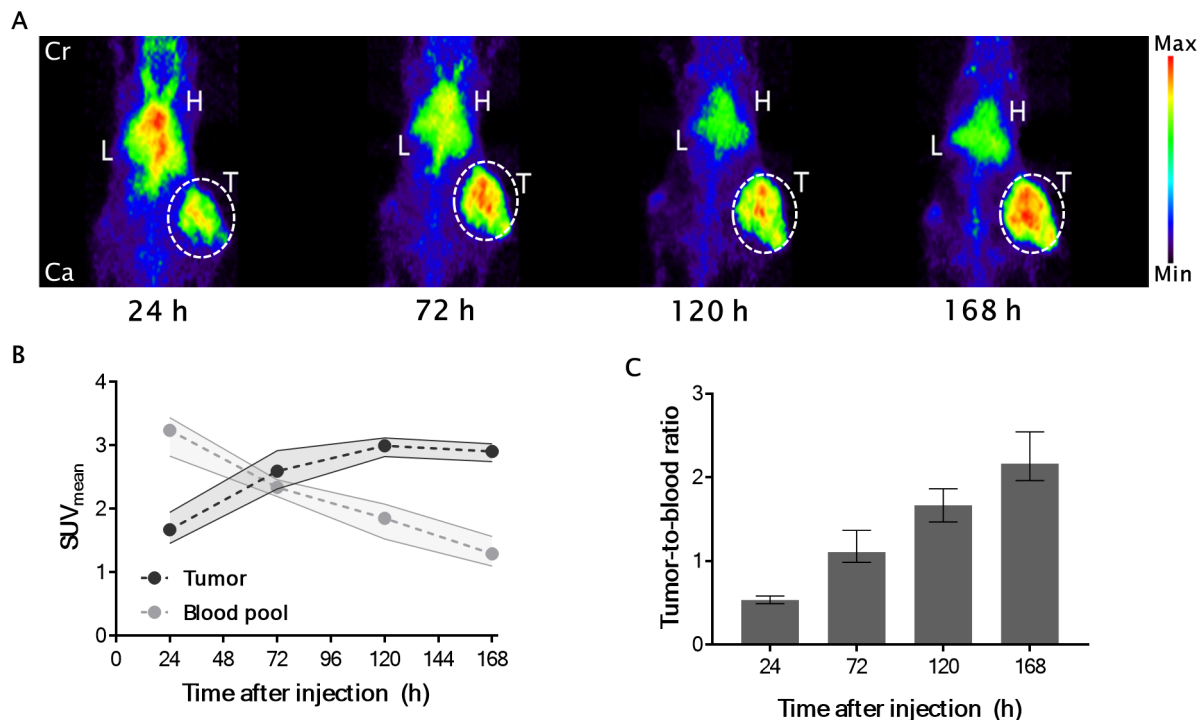 A
Cr
H
L
T
Ca
H
L
T
H
L
T
H
L
T
Max
Min
24 h
72 h
120 h
168 h
B
SUVmean
4
3
2
1
0
Tumor
Blood pool
0 24 48 72 96 120 144 168
Time after injection (h)
C
Tumor-to-blood ratio
3
2
1
0
24 72 120 168
Time after injection (h)